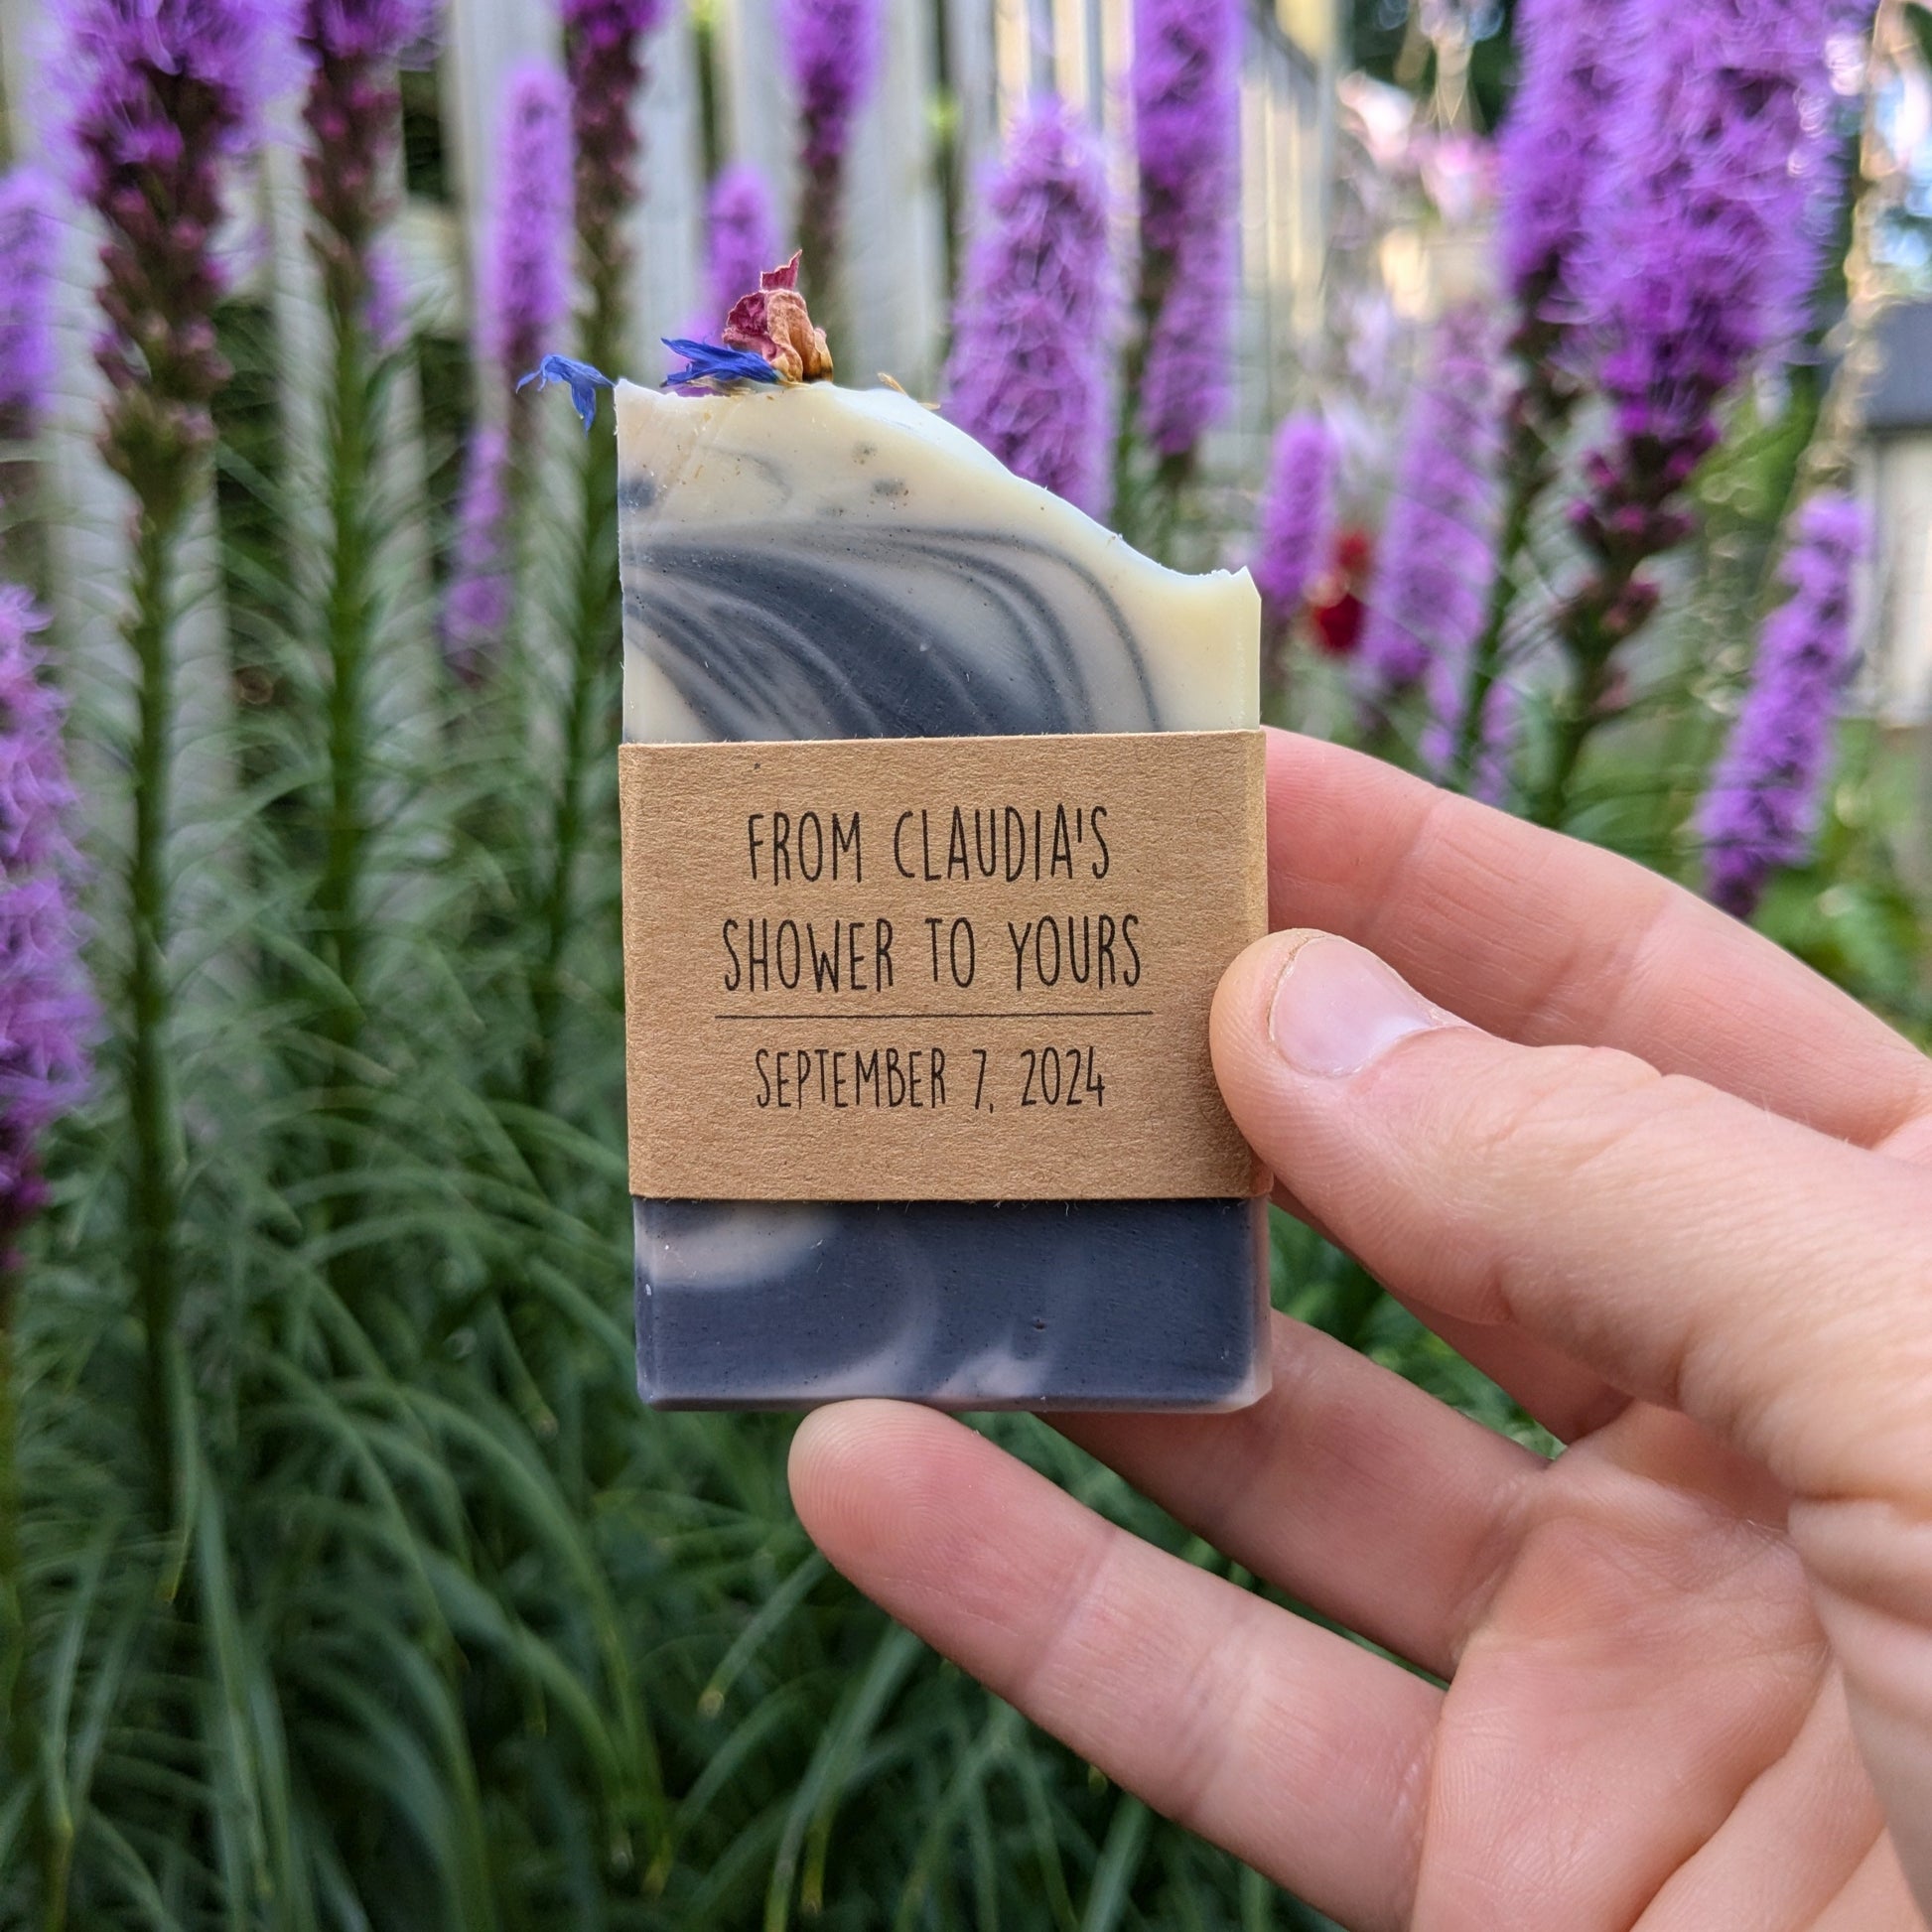 FROM CLAUDIA'S
SHOWER TO YOURS
SEPTEMBER 7, 2024